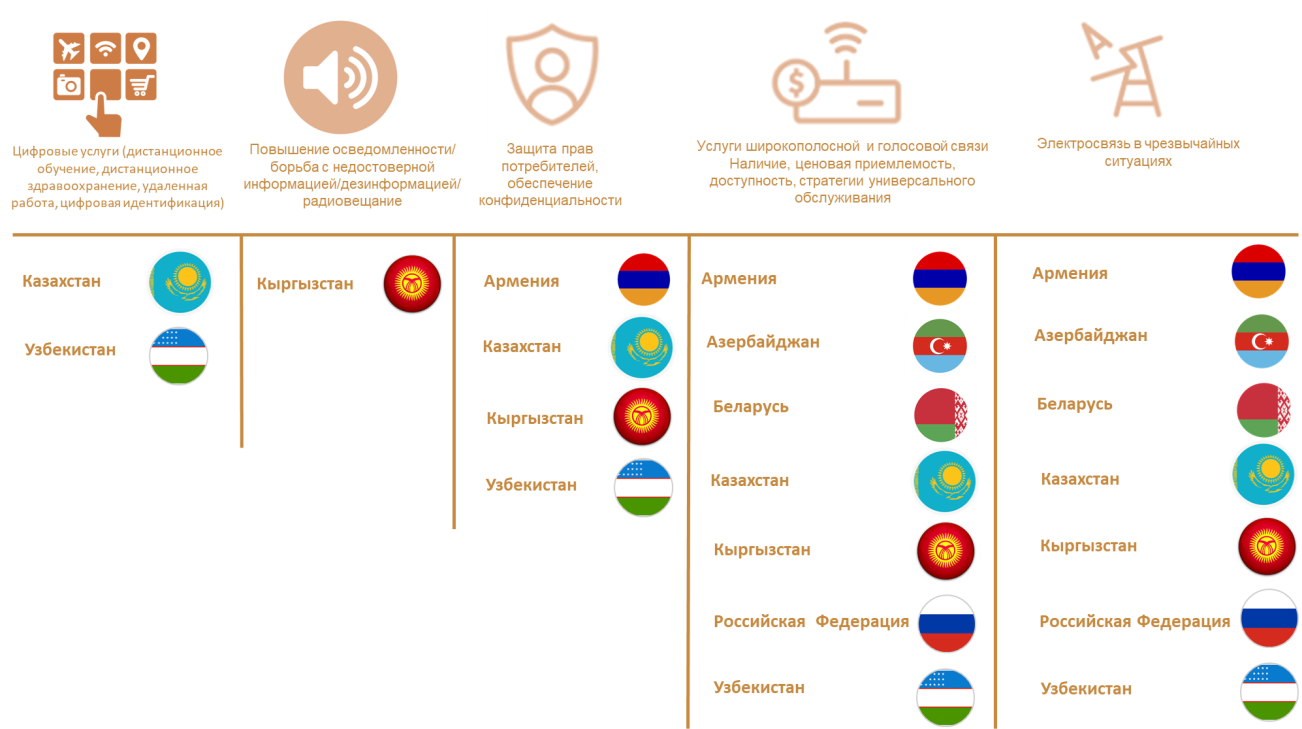 Цифровые услуги (дистанционное
обучение, дистанционное
здравоохранение, удаленная
работа, цифровая идентификация)
Повышение осведомленности/
борьба с недостоверной
информацией/дезинформацией/
радиовещание
Защита прав
потребителей,
обеспечение
конфиденциальности
Услуги широкополосной и голосовой связи
Наличие, ценовая приемлемость,
доступность, стратегии универсального
обслуживания
Электросвязь в чрезвычайных
ситуациях
Казахстан
Узбекистан
Кыргызстан
Армения
Казахстан
Кыргызстан
Узбекистан
Армения
Азербайджан
Беларусь
Казахстан
Кыргызстан
Российская Федерация
Узбекистан
Армения
Азербайджан
Беларусь
Казахстан
Кыргызстан
Российская Федерация
Узбекистан